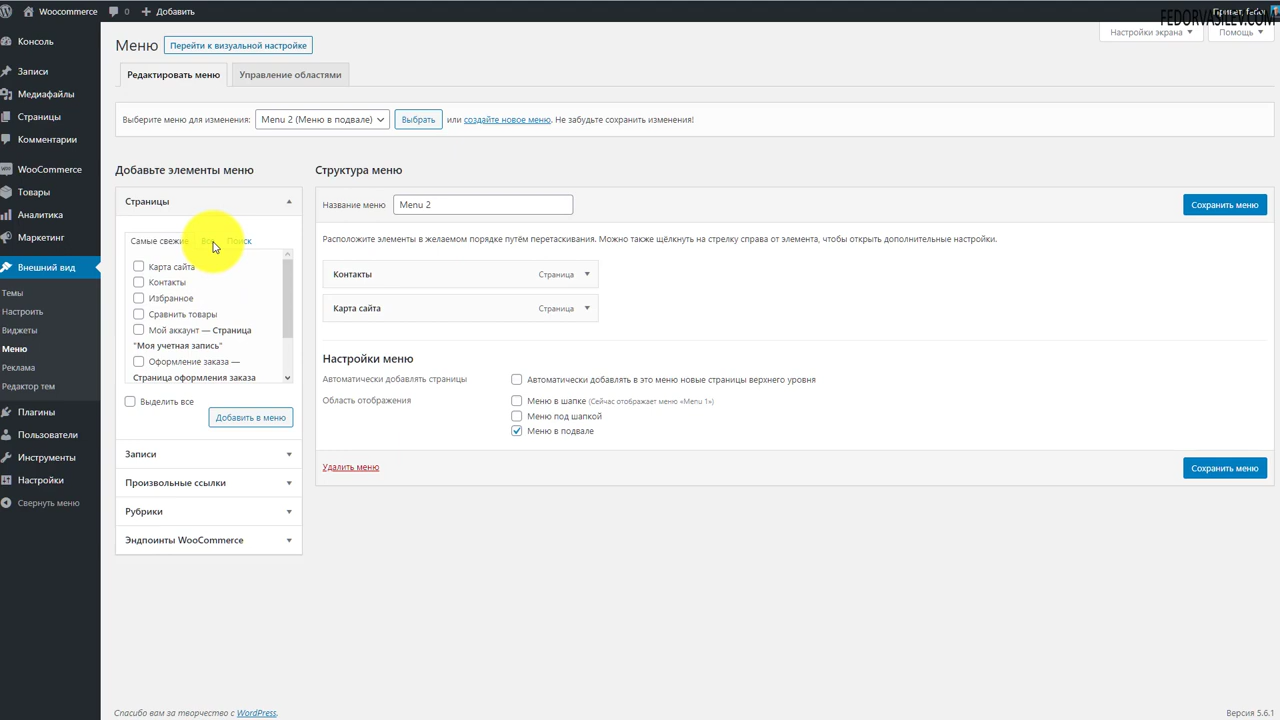 Woocommerce 0 Добавить
FEDORVASILEV.COM
Консоль
Записи
Медиафайлы
Страницы
Комментарии
WooCommerce
Товары
Аналитика
Маркетинг
Внешний вид
Темы
Настроить
Виджеты
Меню
Реклама
Редактор тем
Плагины
Пользователи
Инструменты
Настройки
Свернуть меню
Настройки экрана Помощь
Меню Перейти к визуальной настройке
Редактировать меню Управление областями
Выберите меню для изменения: Menu 2 (Меню в подвале) Выбрать или создайте новое меню. Не забудьте сохранить изменения!
Добавьте элементы меню
Страницы
Самые свежие Все Поиск
Карта сайта
Контакты
Избранное
Сравнить товары
Мой аккаунт — Страница
"Моя учетная запись"
Оформление заказа —
Страница оформления заказа
Выделить все
Добавить в меню
Записи
Произвольные ссылки
Рубрики
Эндпоинты WooCommerce
Структура меню
Название меню Menu 2 Сохранить меню
Расположите элементы в желаемом порядке путём перетаскивания. Можно также щёлкнуть на стрелку справа от элемента, чтобы открыть дополнительные настройки.
Контакты Страница
Карта сайта Страница
Настройки меню
Автоматически добавлять страницы Автоматически добавлять в это меню новые страницы верхнего уровня
Область отображения Меню в шапке (Сейчас отображает меню «Menu 1»)
Меню под шапкой
Меню в подвале
Удалить меню Сохранить меню
Спасибо вам за творчество с WordPress. Версия 5.6.1